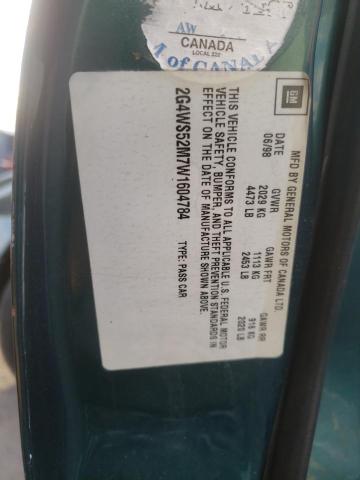 AW
CANADA
LOCAL 222
of CANADA
GM
MFD BY GENERAL MOTORS OF CANADA LTD.
DATE GVWR GAWR FRT GAWR RR
06/98 2029 KG 1113 KG 916 KG
4473 LB 2453 LB 2020 LB
THIS VEHICLE CONFORMS TO ALL APPLICABLE U.S. FEDERAL MOTOR
VEHICLE SAFETY, BUMPER, AND THEFT PREVENTION STANDARDS IN
EFFECT ON THE DATE OF MANUFACTURE SHOWN ABOVE.
2G4WS52M7W1604784 TYPE: PASS CAR